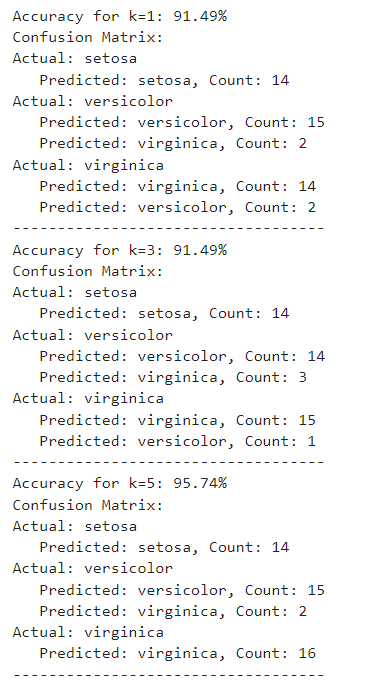 Accuracy for k=1: 91.49%
Confusion Matrix:
Actual: setosa
   Predicted: setosa, Count: 14
Actual: versicolor
   Predicted: versicolor, Count: 15
   Predicted: virginica, Count: 2
Actual: virginica
   Predicted: virginica, Count: 14
   Predicted: versicolor, Count: 2
-----------------------------------
Accuracy for k=3: 91.49%
Confusion Matrix:
Actual: setosa
   Predicted: setosa, Count: 14
Actual: versicolor
   Predicted: versicolor, Count: 14
   Predicted: virginica, Count: 3
Actual: virginica
   Predicted: virginica, Count: 15
   Predicted: versicolor, Count: 1
-----------------------------------
Accuracy for k=5: 95.74%
Confusion Matrix:
Actual: setosa
   Predicted: setosa, Count: 14
Actual: versicolor
   Predicted: versicolor, Count: 15
   Predicted: virginica, Count: 2
Actual: virginica
   Predicted: virginica, Count: 16
-----------------------------------